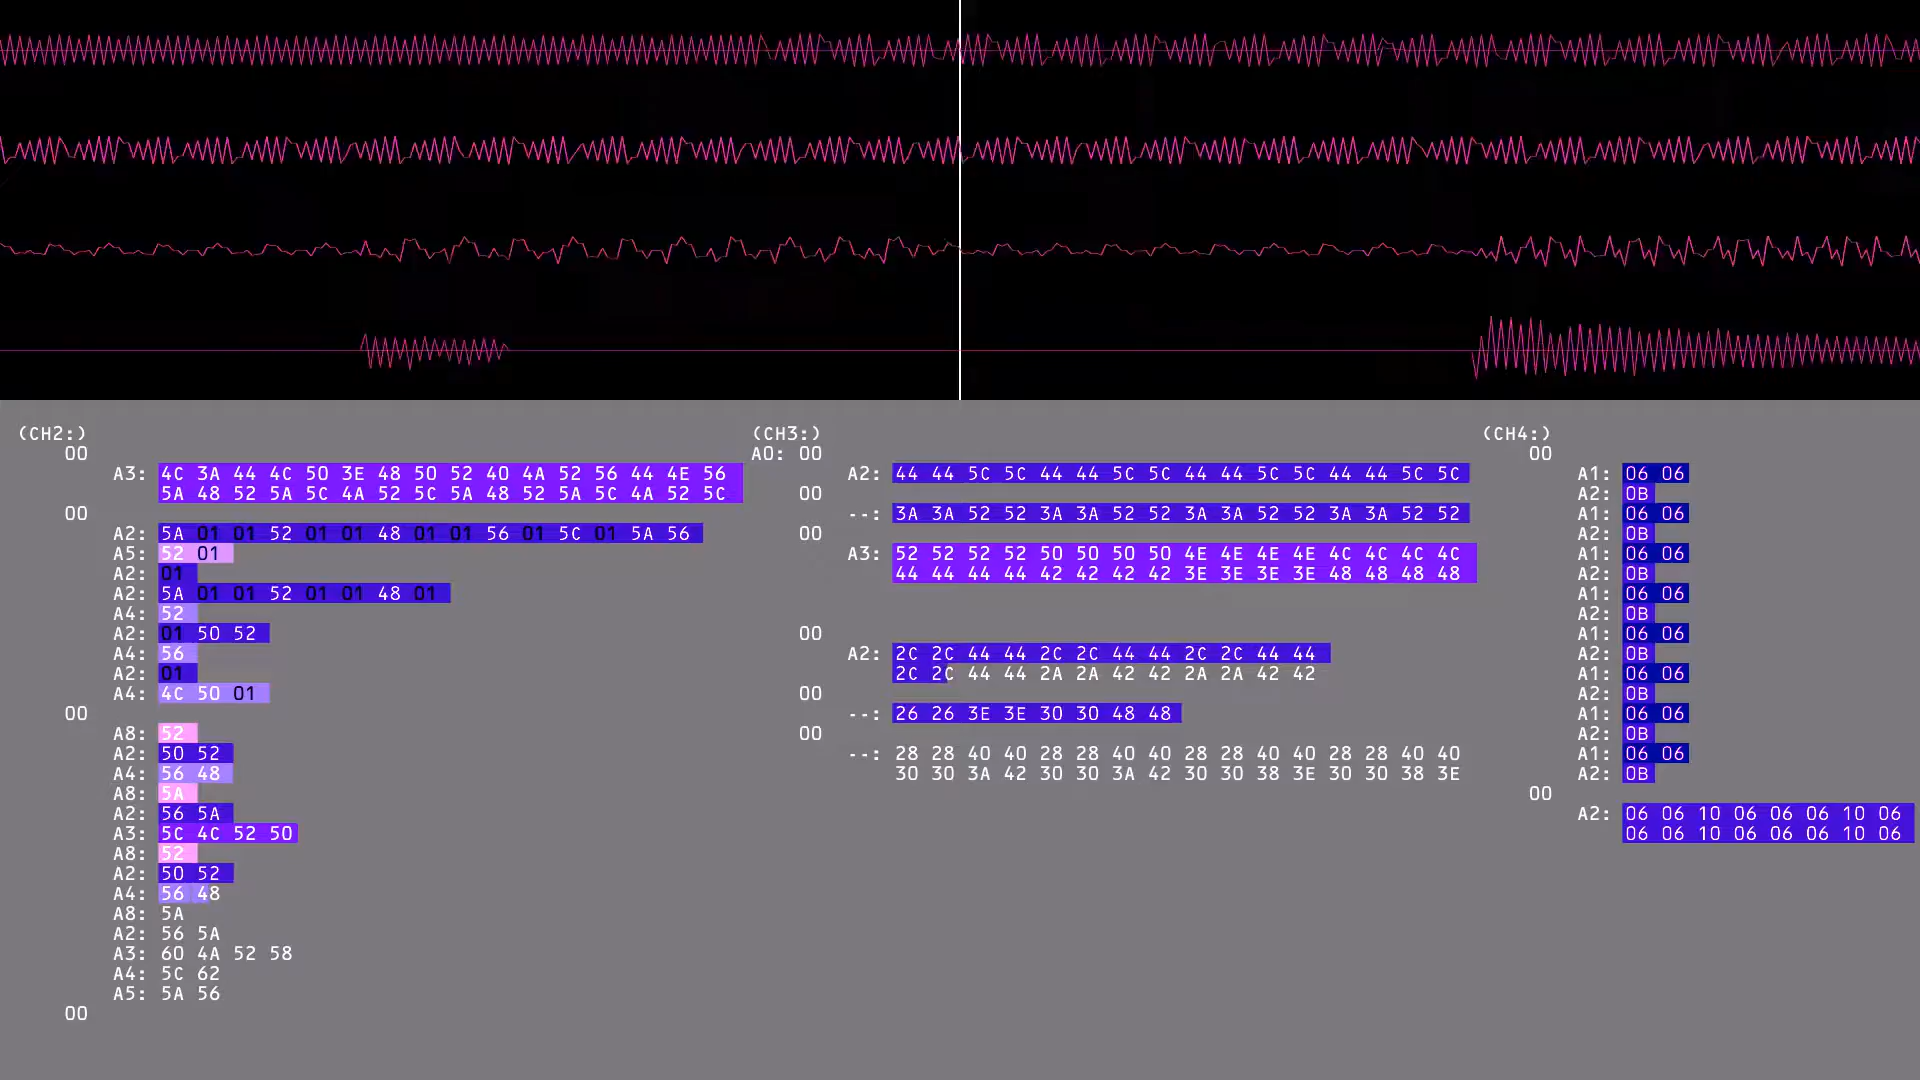 (CH2:)
00
A3: 4C 3A 44 4C 50 3E 48 50 52 40 4A 52 56 44 4E 56
5A 48 52 5A 5C 4A 52 5C 5A 48 52 5A 5C 4A 52 5C
00
A2: 5A 01 01 52 01 01 48 01 01 56 01 5C 01 5A 56
A5: 52 01
A2: 01
A2: 5A 01 01 52 01 01 48 01
A4: 52
A2: 01 50 52
A4: 56
A2: 01
A4: 4C 50 01
00
A8: 52
A2: 50 52
A4: 56 48
A8: 5A
A2: 56 5A
A3: 5C 4C 52 50
A8: 52
A2: 50 52
A4: 56 48
A8: 5A
A2: 56 5A
A3: 60 4A 52 58
A4: 5C 62
A5: 5A 56
00
(CH3:)
A0: 00
A2: 44 44 5C 5C 44 44 5C 5C 44 44 5C 5C 44 44 5C 5C
00
--: 3A 3A 52 52 3A 3A 52 52 3A 3A 52 52 3A 3A 52 52
00
A3: 52 52 52 52 50 50 50 50 4E 4E 4E 4E 4C 4C 4C 4C
44 44 44 44 42 42 42 42 3E 3E 3E 3E 48 48 48 48
00
A2: 2C 2C 44 44 2C 2C 44 44 2C 2C 44 44
2C 2C 44 44 2A 2A 42 42 2A 2A 42 42
00
--: 26 26 3E 3E 30 30 48 48
00
--: 28 28 40 40 28 28 40 40 28 28 40 40 28 28 40 40
30 30 3A 42 30 30 3A 42 30 30 38 3E 30 30 38 3E
(CH4:)
00
A1: 06 06
A2: 0B
A1: 06 06
A2: 0B
A1: 06 06
A2: 0B
A1: 06 06
A2: 0B
A1: 06 06
A2: 0B
A1: 06 06
A2: 0B
A1: 06 06
A2: 0B
A1: 06 06
A2: 0B
00
A2: 06 06 10 06 06 06 10 06
06 06 10 06 06 06 10 06